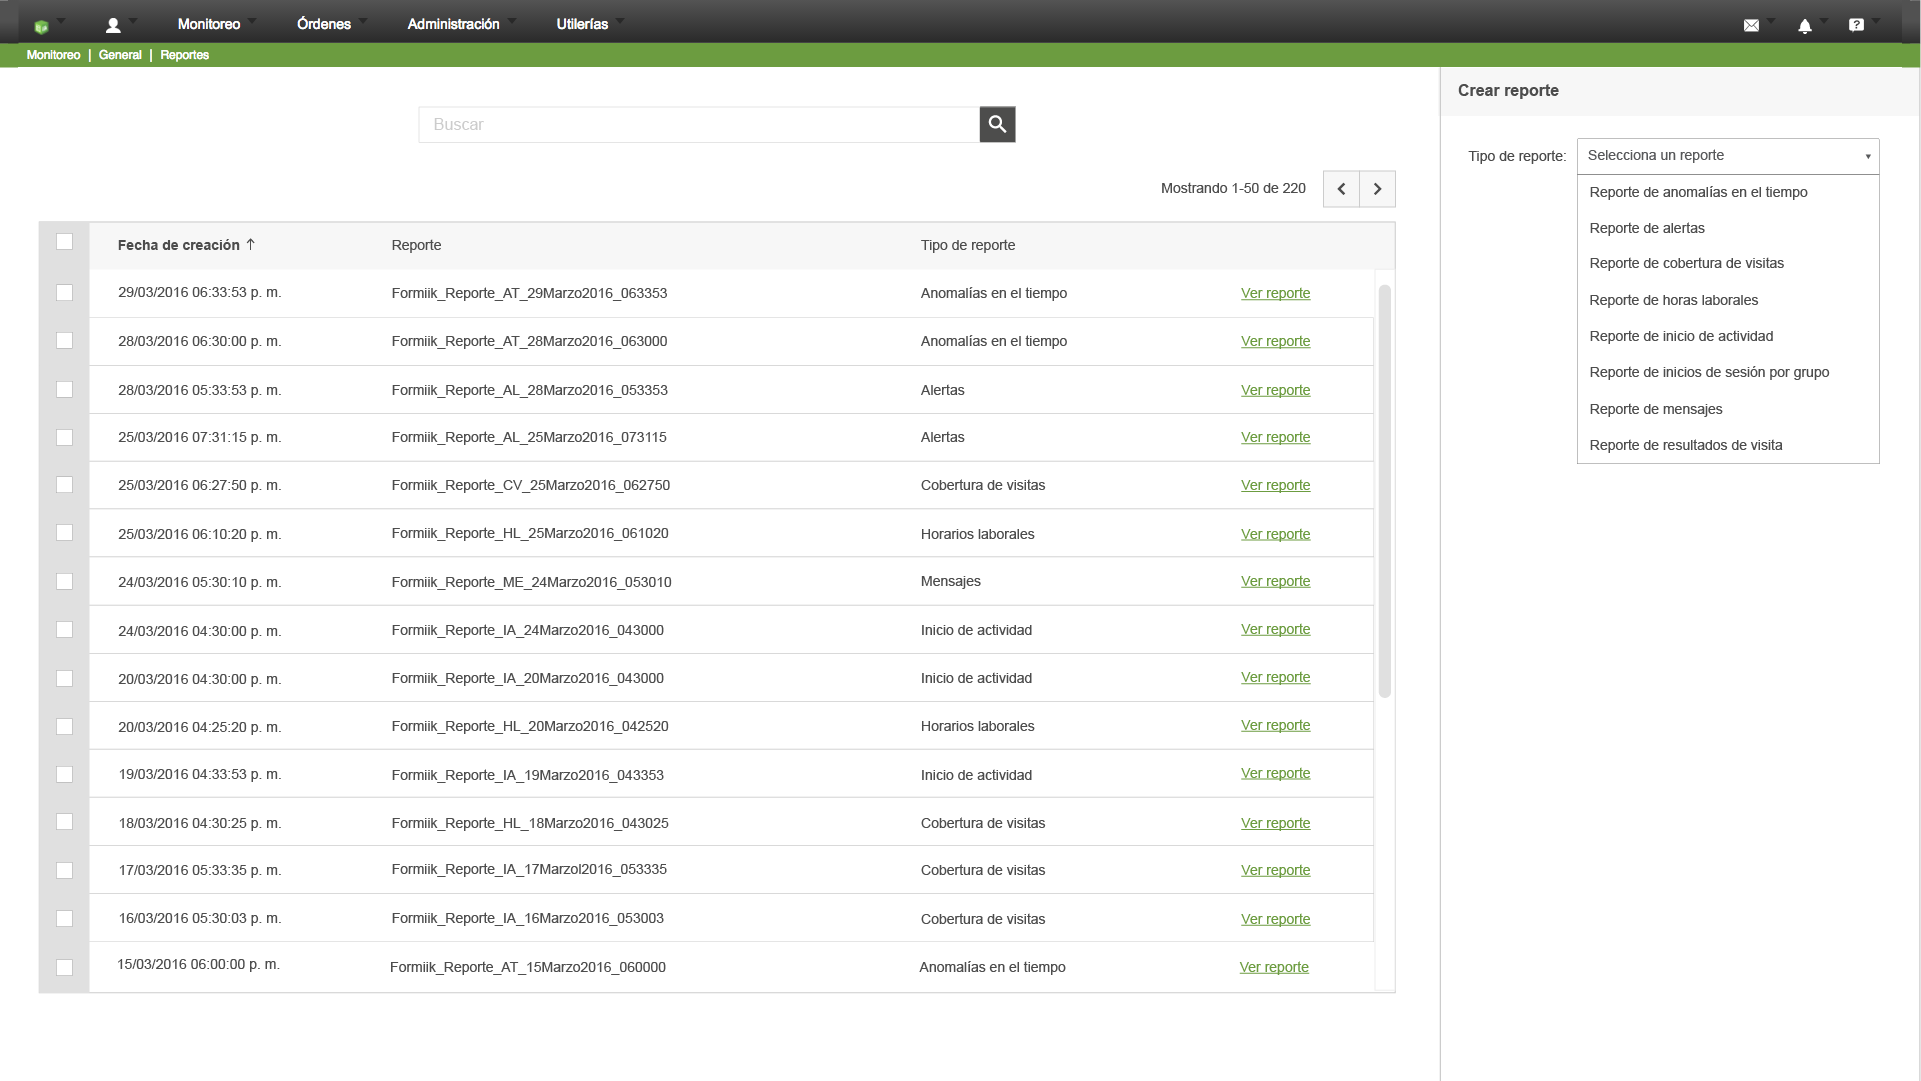 Monitoreo Órdenes Administración Utilerías
Monitoreo | General | Reportes
Crear reporte
Buscar
Tipo de reporte: Selecciona un reporte
Reporte de anomalías en el tiempo
Reporte de alertas
Reporte de cobertura de visitas
Reporte de horas laborales
Reporte de inicio de actividad
Reporte de inicios de sesión por grupo
Reporte de mensajes
Reporte de resultados de visita
Mostrando 1-50 de 220
Fecha de creación ↑ Reporte Tipo de reporte
29/03/2016 06:33:53 p. m. Formiik_Reporte_AT_29Marzo2016_063353 Anomalías en el tiempo Ver reporte
28/03/2016 06:30:00 p. m. Formiik_Reporte_AT_28Marzo2016_063000 Anomalías en el tiempo Ver reporte
28/03/2016 05:33:53 p. m. Formiik_Reporte_AL_28Marzo2016_053353 Alertas Ver reporte
25/03/2016 07:31:15 p. m. Formiik_Reporte_AL_25Marzo2016_073115 Alertas Ver reporte
25/03/2016 06:27:50 p. m. Formiik_Reporte_CV_25Marzo2016_062750 Cobertura de visitas Ver reporte
25/03/2016 06:10:20 p. m. Formiik_Reporte_HL_25Marzo2016_061020 Horarios laborales Ver reporte
24/03/2016 05:30:10 p. m. Formiik_Reporte_ME_24Marzo2016_053010 Mensajes Ver reporte
24/03/2016 04:30:00 p. m. Formiik_Reporte_IA_24Marzo2016_043000 Inicio de actividad Ver reporte
20/03/2016 04:30:00 p. m. Formiik_Reporte_IA_20Marzo2016_043000 Inicio de actividad Ver reporte
20/03/2016 04:25:20 p. m. Formiik_Reporte_HL_20Marzo2016_042520 Horarios laborales Ver reporte
19/03/2016 04:33:53 p. m. Formiik_Reporte_IA_19Marzo2016_043353 Inicio de actividad Ver reporte
18/03/2016 04:30:25 p. m. Formiik_Reporte_HL_18Marzo2016_043025 Cobertura de visitas Ver reporte
17/03/2016 05:33:35 p. m. Formiik_Reporte_IA_17Marzol2016_053335 Cobertura de visitas Ver reporte
16/03/2016 05:30:03 p. m. Formiik_Reporte_IA_16Marzo2016_053003 Cobertura de visitas Ver reporte
15/03/2016 06:00:00 p. m. Formiik_Reporte_AT_15Marzo2016_060000 Anomalías en el tiempo Ver reporte